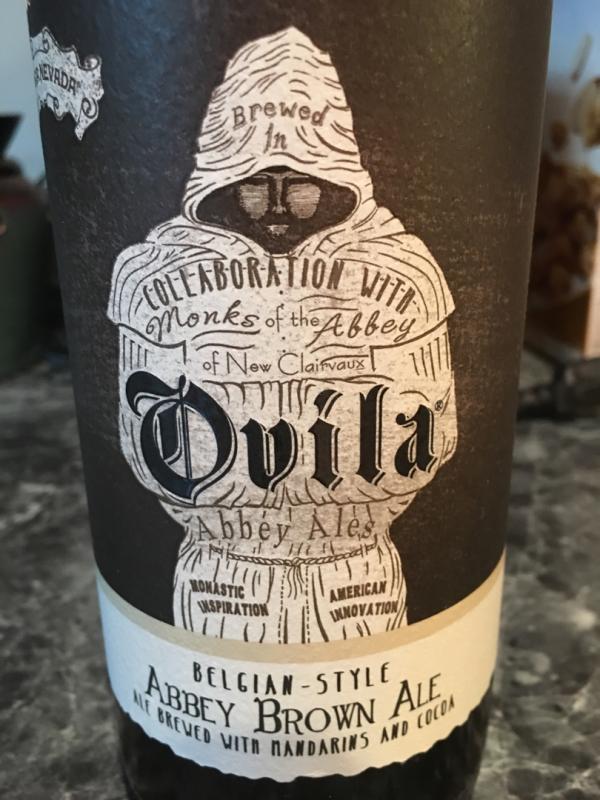 NEVADA
Brewed
In
COLLABORATION WITH
Monks of the Abbey
of New Clairvaux
Ovila®
Abbey Ales
MONASTIC
INSPIRATION
AMERICAN
INNOVATION
BELGIAN-STYLE
ABBEY BROWN ALE
ALE BREWED WITH MANDARINS AND COCOA